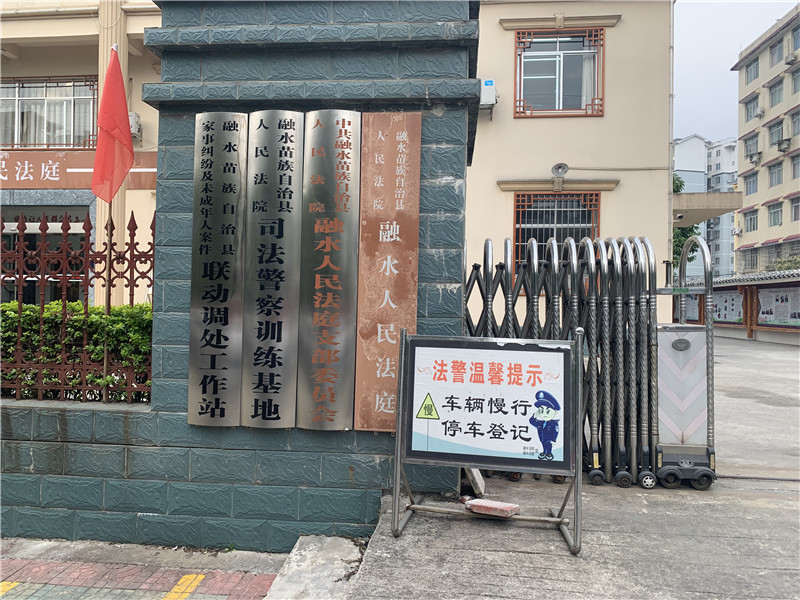 民法庭
融水苗族自治县
家事纠纷及未成年人案件
联动调处工作站
融水苗族自治县
人民法院
司法警察训练基地
中共融水苗族自治县
人民法院
融水人民法庭支部委员会
融水苗族自治县
人民法院
融水人民法庭
法警温馨提示
慢
车辆慢行
停车登记